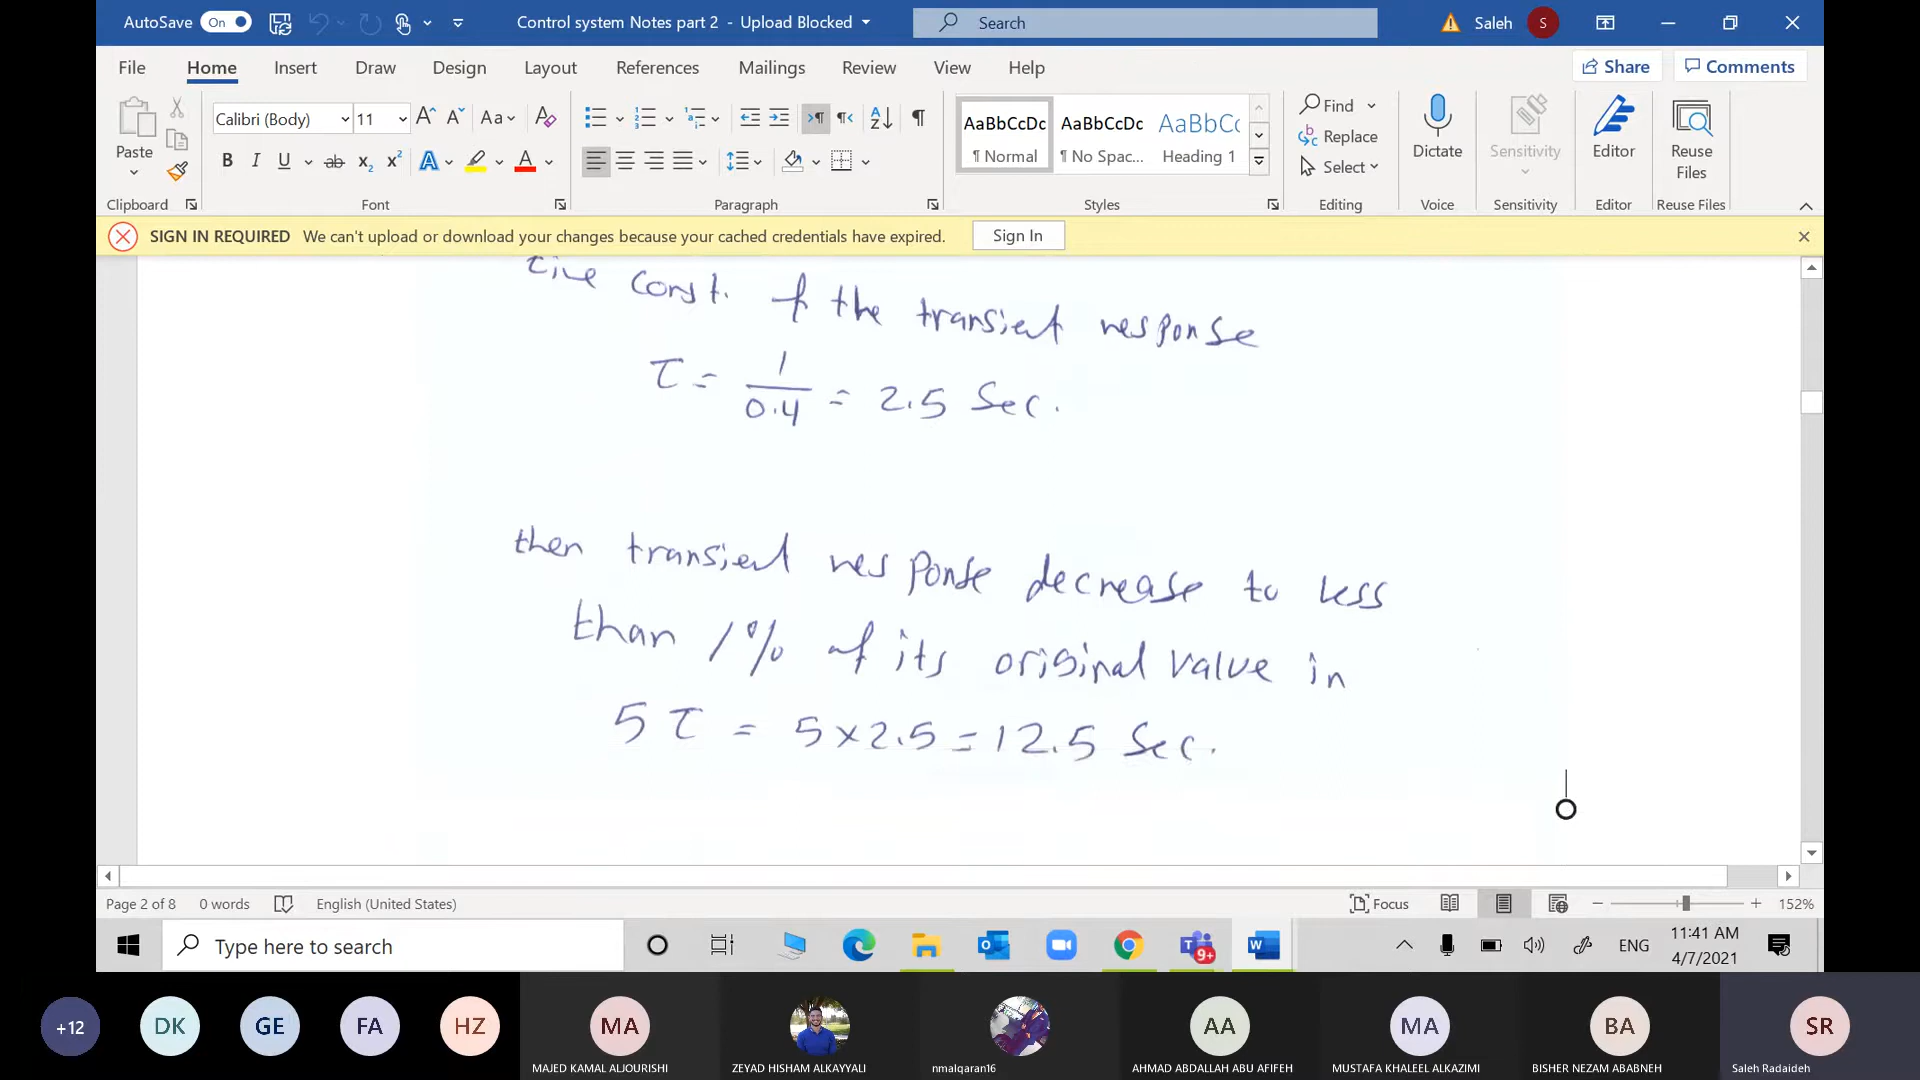 AutoSave On Control system Notes part 2 - Upload Blocked Search Saleh S
File Home Insert Draw Design Layout References Mailings Review View Help Share Comments
Calibri (Body) 11 Aa AaBbCcDc AaBbCcDc AaBbCc Find
Replace
Paste ¶ Normal ¶ No Spac... Heading 1 Select Dictate Sensitivity Editor Reuse Files
Clipboard Font Paragraph Styles Editing Voice Sensitivity Editor Reuse Files
SIGN IN REQUIRED We can't upload or download your changes because your cached credentials have expired. Sign In
const. of the transient response
τ = 1/0.4 = 2.5 Sec.
then transient response decrease to less
than 1% of its original value in
5 τ = 5×2.5 = 12.5 Sec.
Page 2 of 8 0 words English (United States) Focus 152%
Type here to search 9+ ENG 11:41 AM
4/7/2021
+12 DK GE FA HZ MA AA MA BA SR
MAJED KAMAL ALJOURISHI ZEYAD HISHAM ALKAYYALI nmalqaran16 AHMAD ABDALLAH ABU AFIFEH MUSTAFA KHALEEL ALKAZIMI BISHER NEZAM ABABNEH Saleh Radaideh